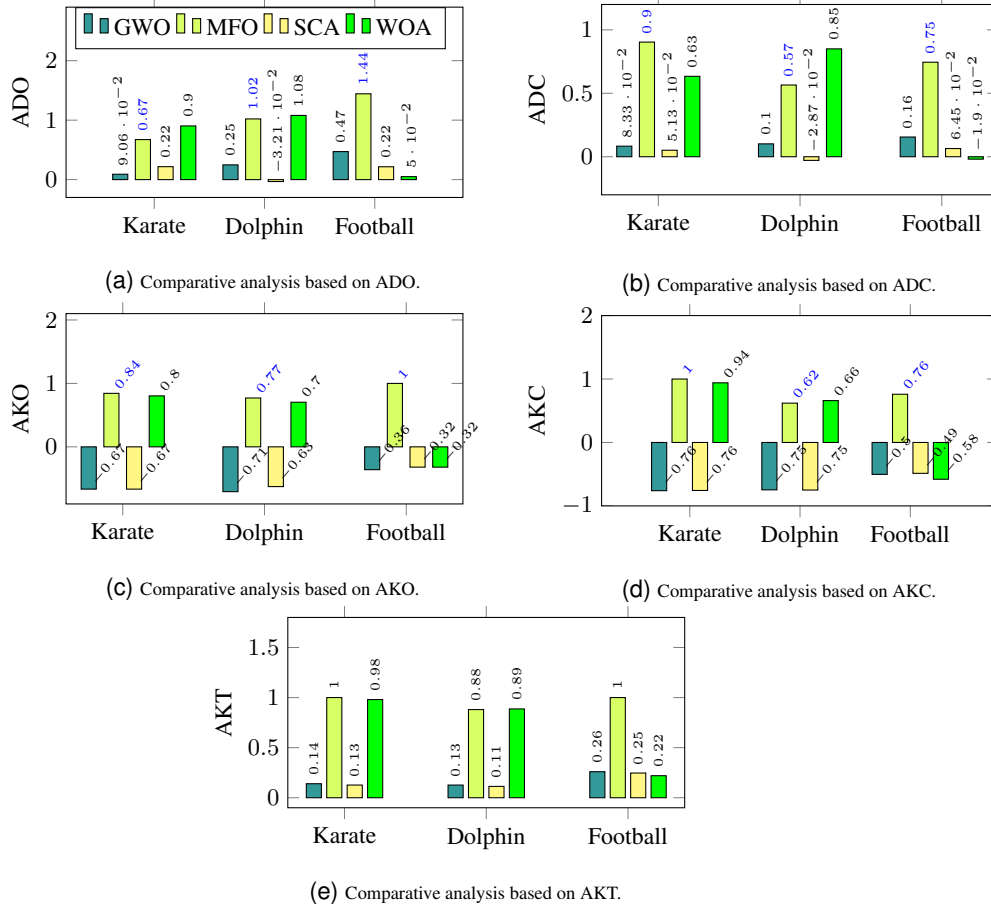 GWO MFO SCA WOA
ADO
2
1
0
9.06 · 10⁻²
0.67
0.22
0.9
0.25
1.02
−3.21 · 10⁻²
1.08
0.47
1.44
0.22
5 · 10⁻²
Karate Dolphin Football
(a) Comparative analysis based on ADO.
ADC
1
0.5
0
8.33 · 10⁻²
0.9
5.13 · 10⁻²
0.63
0.1
0.57
−2.87 · 10⁻²
0.85
0.16
0.75
6.45 · 10⁻²
−1.9 · 10⁻²
Karate Dolphin Football
(b) Comparative analysis based on ADC.
AKO
2
1
0
−0.67
0.84
−0.67
0.8
−0.71
0.77
−0.63
0.7
−0.36
1
−0.32
−0.32
Karate Dolphin Football
(c) Comparative analysis based on AKO.
AKC
2
1
0
−1
−0.76
1
−0.76
0.94
−0.75
0.62
−0.75
0.66
−0.5
0.76
−0.49
−0.58
Karate Dolphin Football
(d) Comparative analysis based on AKC.
AKT
1.5
1
0.5
0
0.14
1
0.13
0.98
0.13
0.88
0.11
0.89
0.26
1
0.25
0.22
Karate Dolphin Football
(e) Comparative analysis based on AKT.